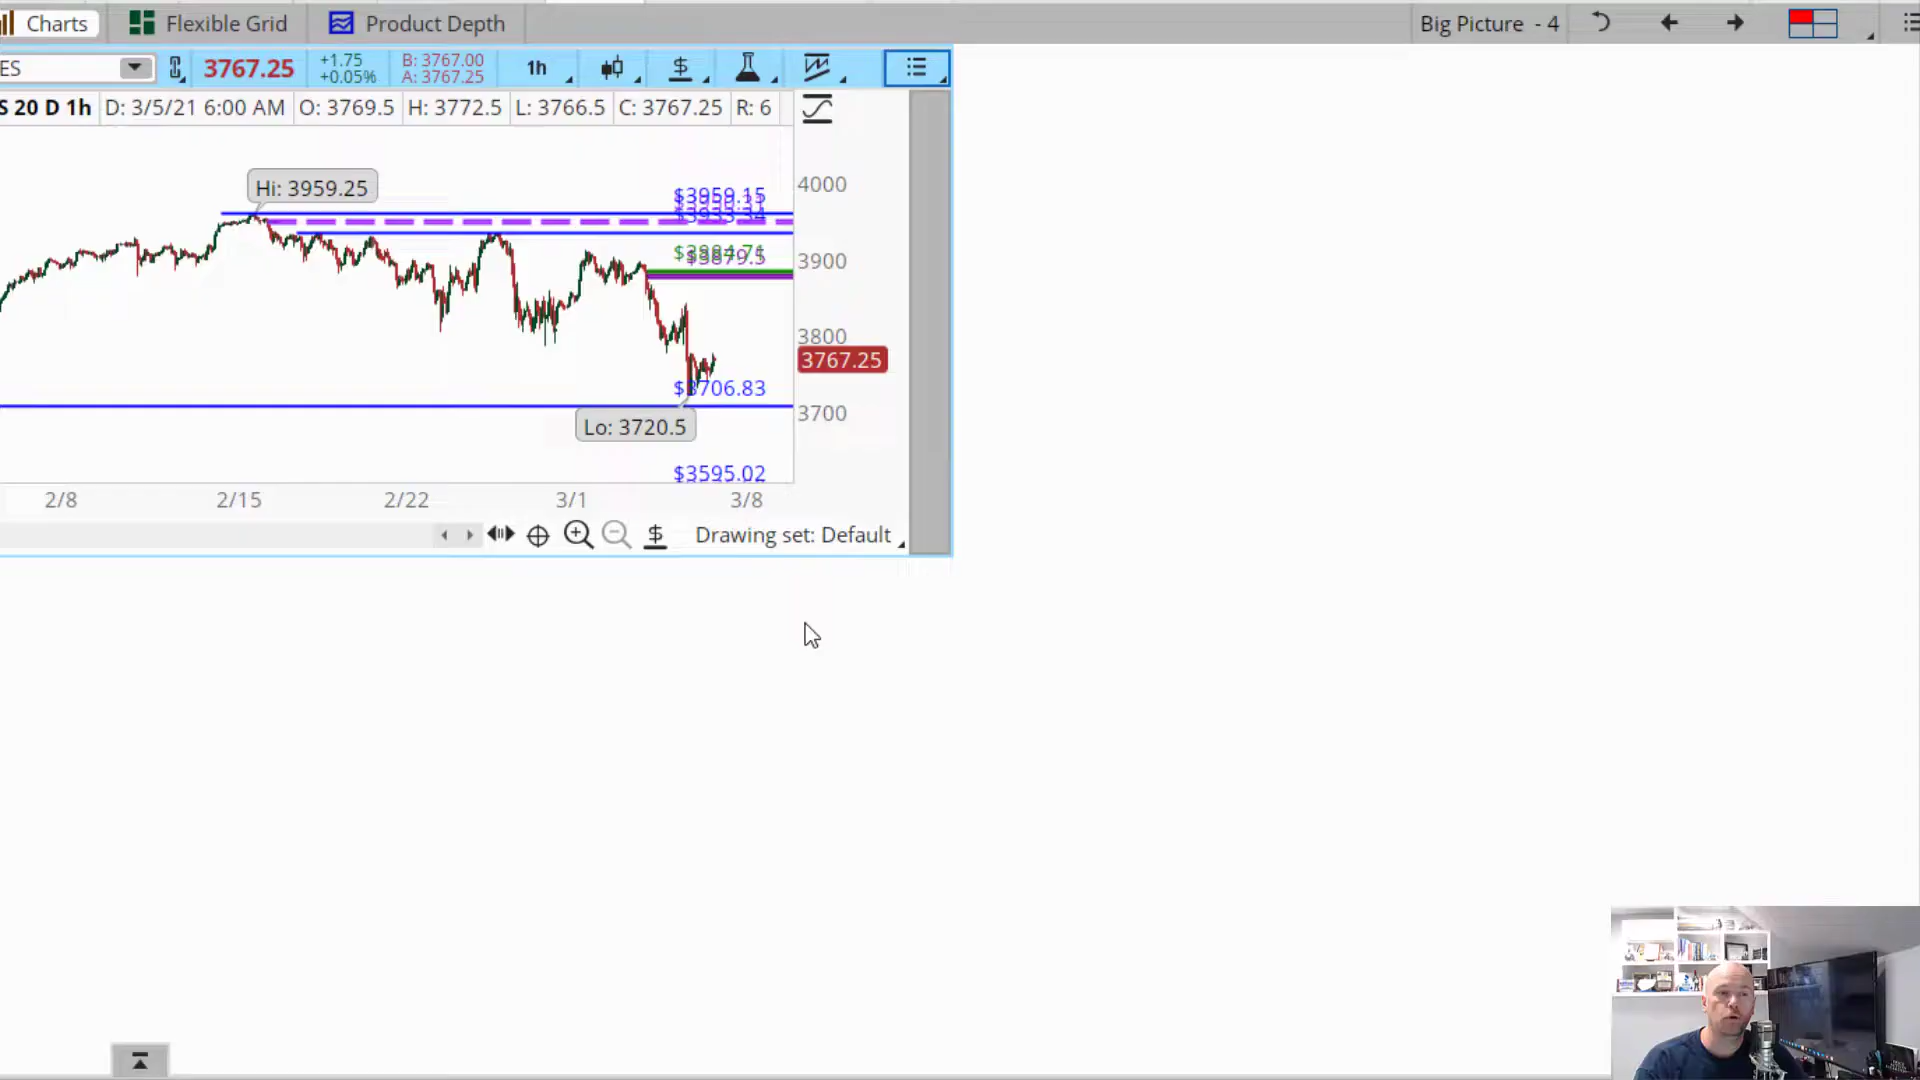 Charts
Flexible Grid
Product Depth
Big Picture - 4
ES
3767.25
+1.75
+0.05%
B: 3767.00
A: 3767.25
1h
$
S 20 D 1h
D: 3/5/21 6:00 AM
O: 3769.5
H: 3772.5
L: 3766.5
C: 3767.25
R: 6
Hi: 3959.25
$3959.15
$3879.5
4000
3900
3800
3767.25
$3706.83
3700
Lo: 3720.5
$3595.02
2/8
2/15
2/22
3/1
3/8
$
Drawing set: Default